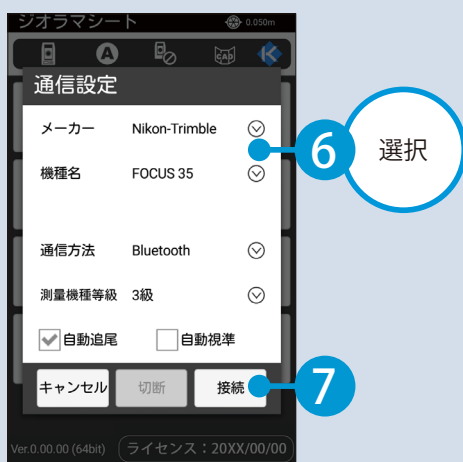 ジオラマシート 0.050m
A CAD
通信設定
メーカー Nikon-Trimble
6 選択
機種名 FOCUS 35
通信方法 Bluetooth
測量機種等級 3級
自動追尾 自動視準
キャンセル 切断 接続 7
Ver.0.00.00 (64bit) ライセンス：20XX/00/00